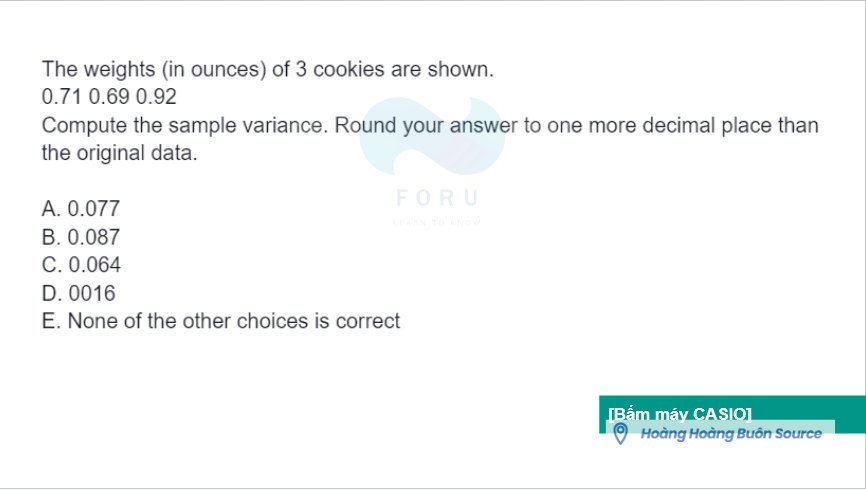 The weights (in ounces) of 3 cookies are shown.
0.71 0.69 0.92
Compute the sample variance. Round your answer to one more decimal place than
the original data.
FORU
A. 0.077
B. 0.087
C. 0.064
D. 0016
E. None of the other choices is correct
[Bấm máy CASIO]
Hoàng Hoàng Buôn Source